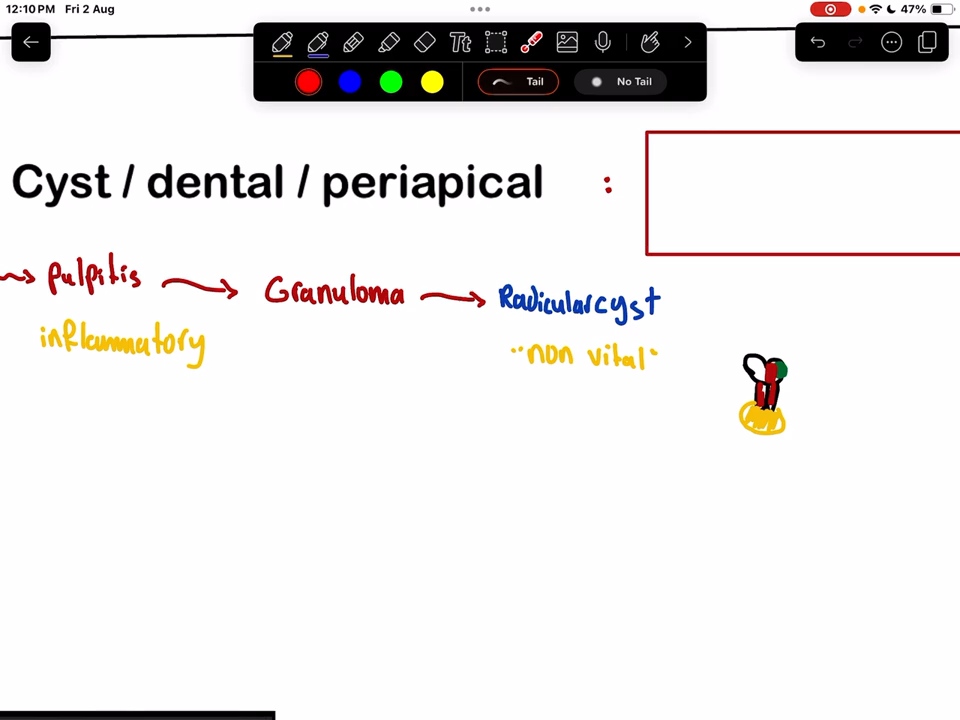 12:10 PM Fri 2 Aug
47%
Tt
Tail
No Tail
Cyst / dental / periapical :
→ pulpitis → Granuloma → Radicularcyst
inflammatory
"non vital"